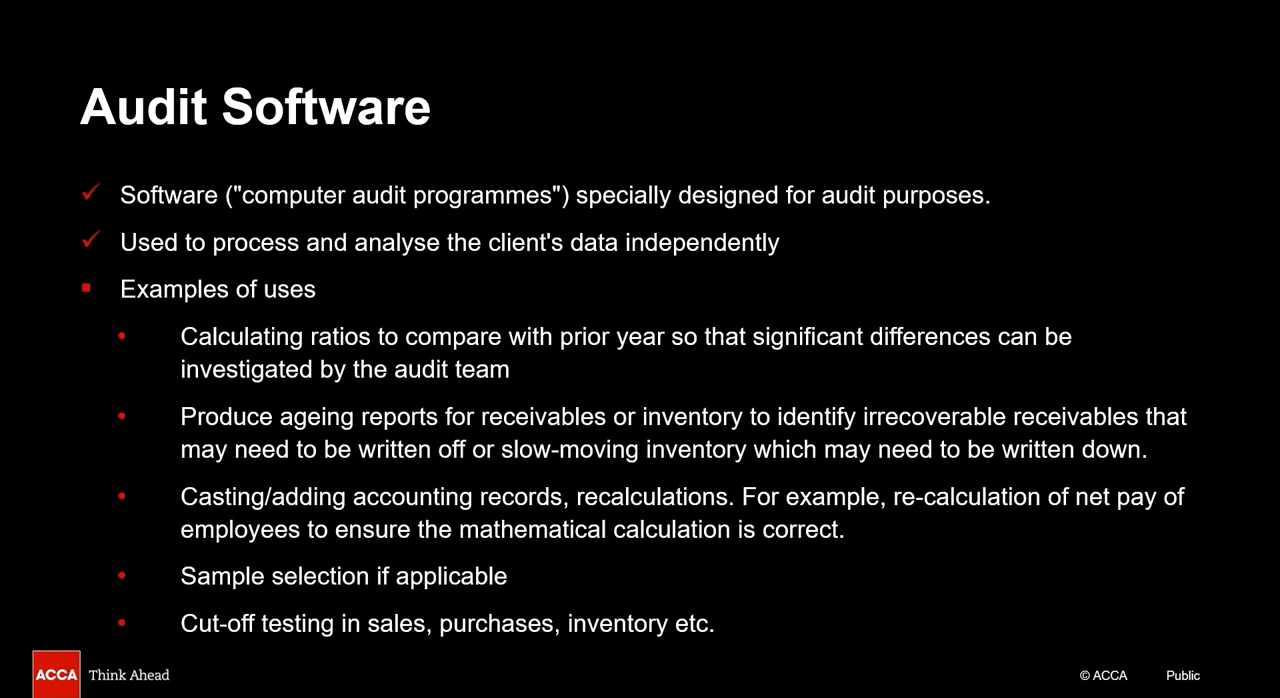 Audit Software
Software ("computer audit programmes") specially designed for audit purposes.
Used to process and analyse the client's data independently
Examples of uses
Calculating ratios to compare with prior year so that significant differences can be
investigated by the audit team
Produce ageing reports for receivables or inventory to identify irrecoverable receivables that
may need to be written off or slow-moving inventory which may need to be written down.
Casting/adding accounting records, recalculations. For example, re-calculation of net pay of
employees to ensure the mathematical calculation is correct.
Sample selection if applicable
Cut-off testing in sales, purchases, inventory etc.
ACCA Think Ahead
© ACCA Public